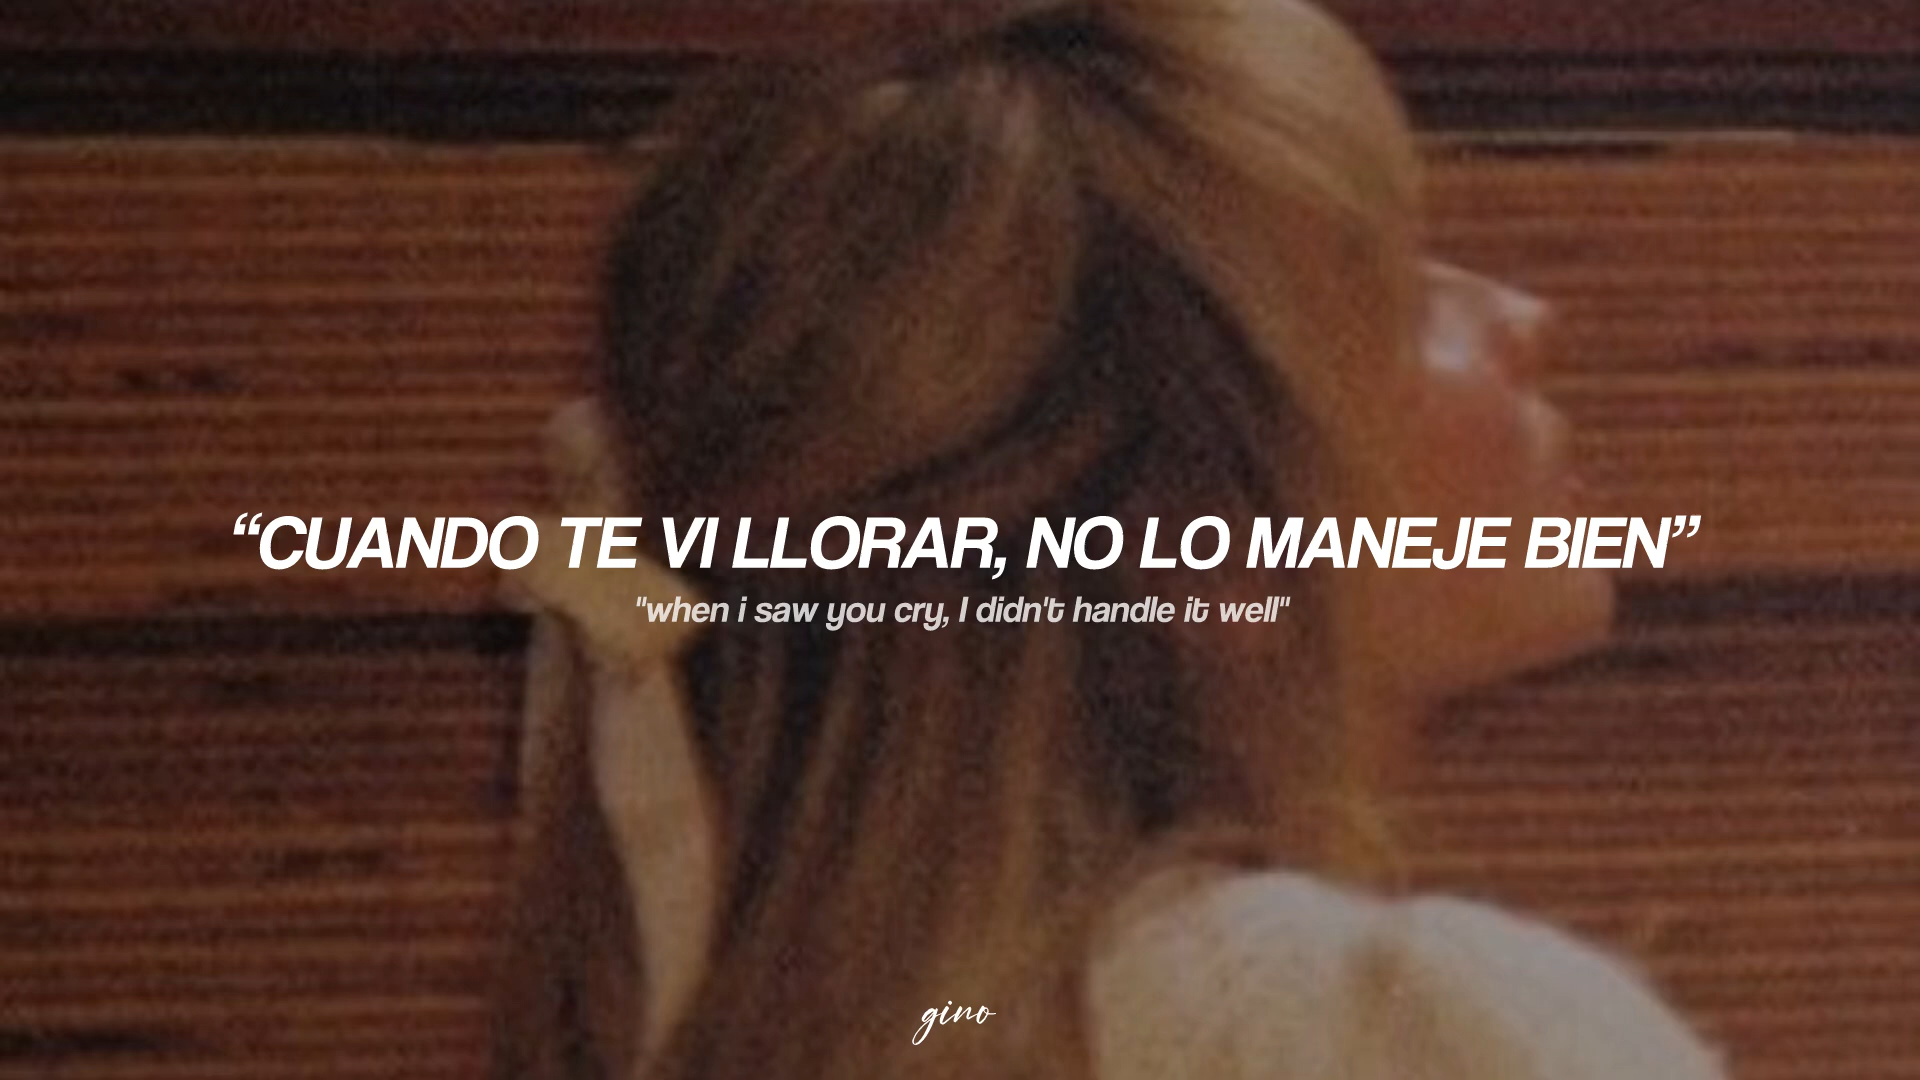 “CUANDO TE VI LLORAR, NO LO MANEJE BIEN”
"when i saw you cry, I didn't handle it well"
gino